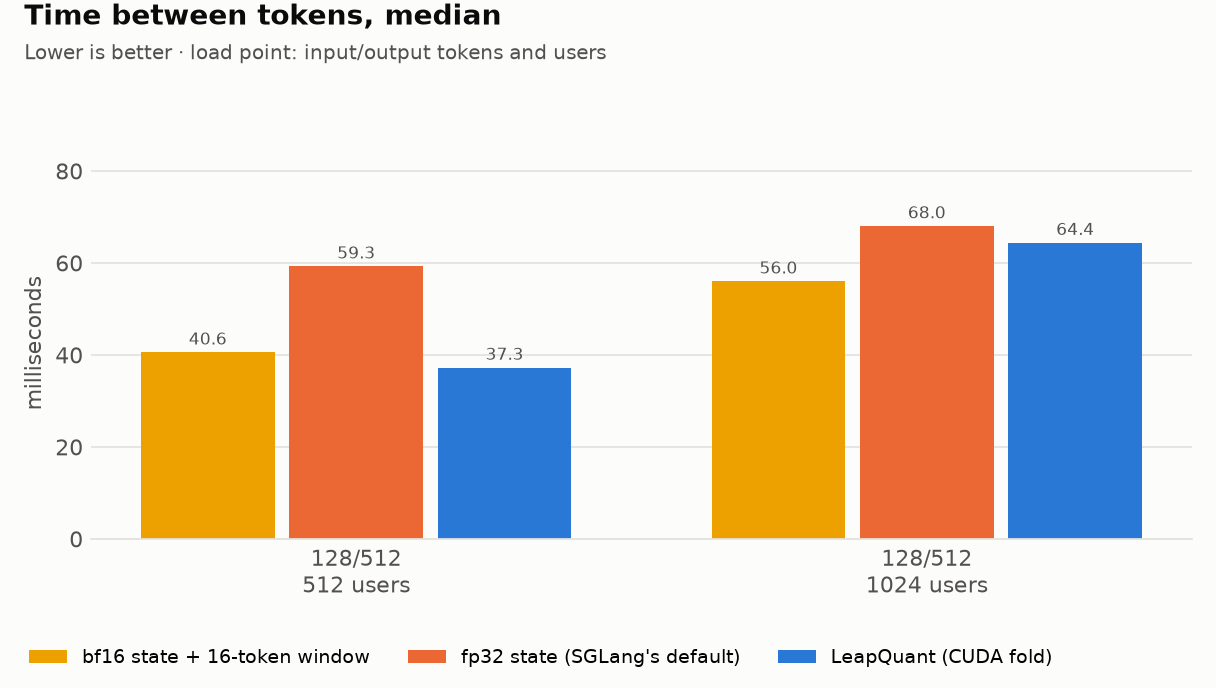 Time between tokens, median
Lower is better · load point: input/output tokens and users
milliseconds
80
60
40
20
0
40.6
59.3
37.3
56.0
68.0
64.4
128/512
512 users
128/512
1024 users
bf16 state + 16-token window
fp32 state (SGLang's default)
LeapQuant (CUDA fold)